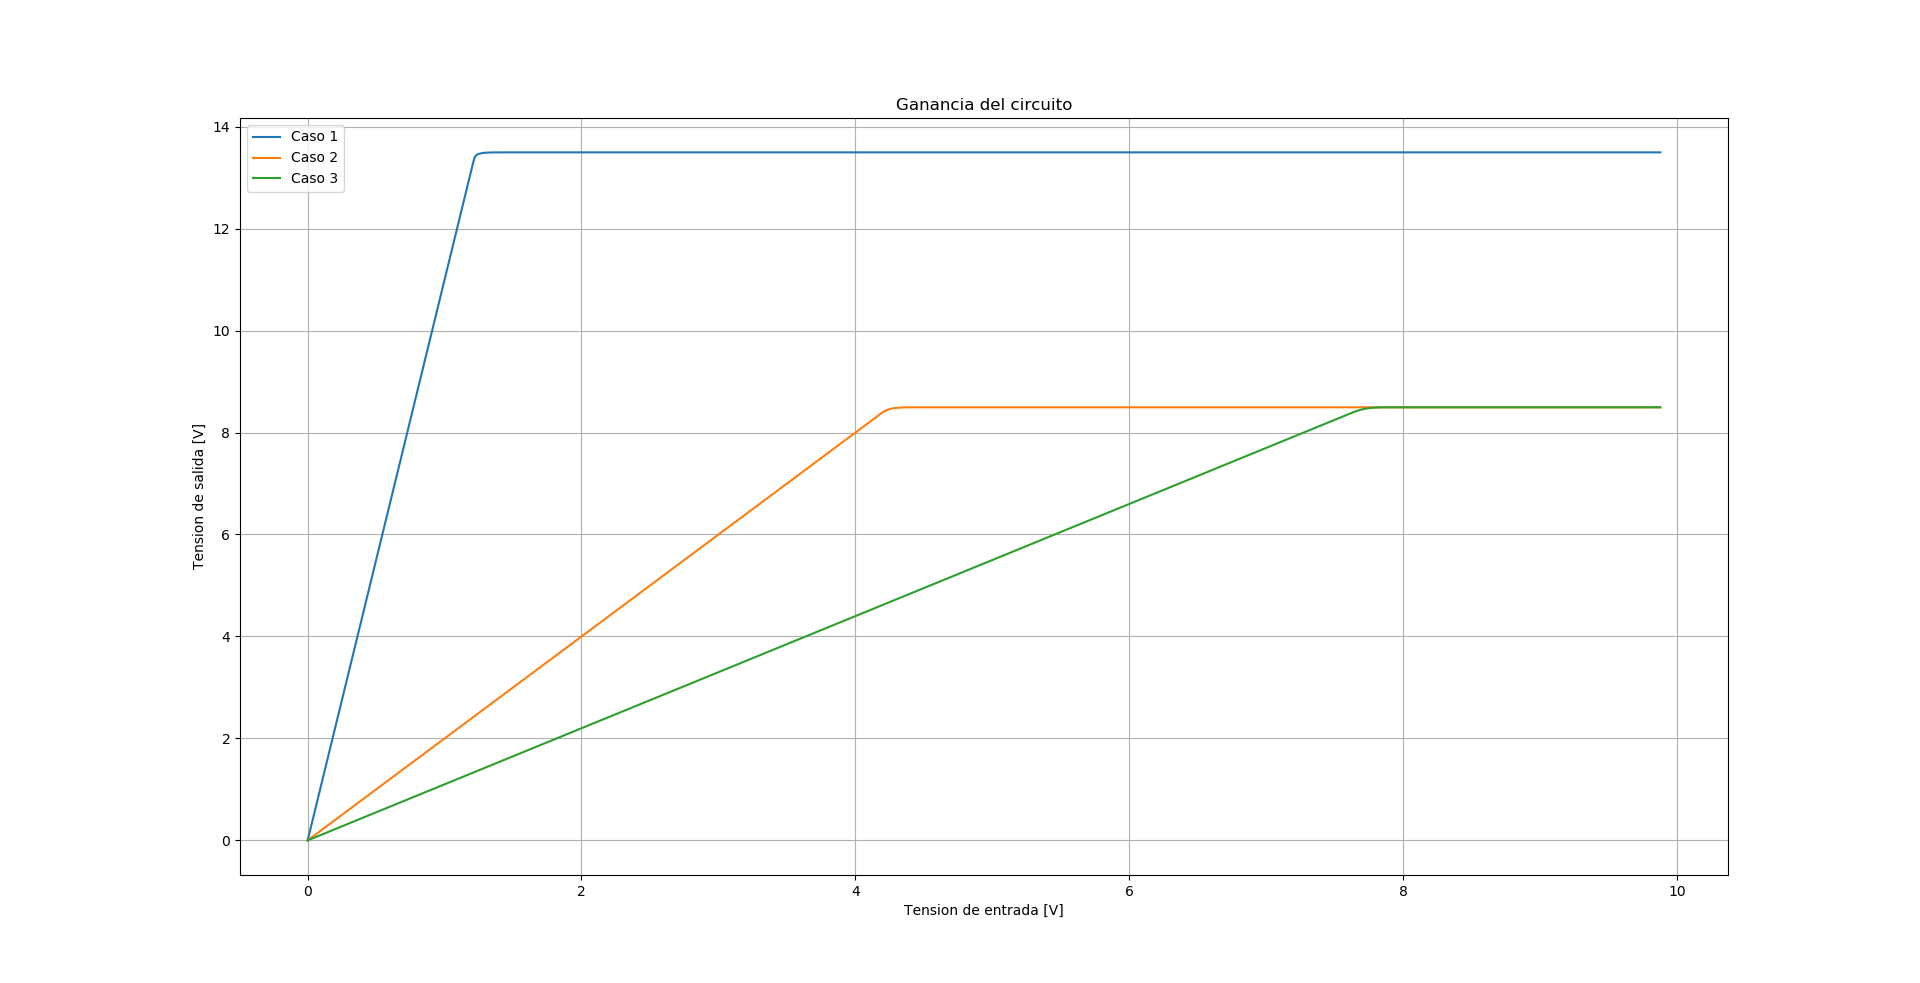 Ganancia del circuito
Caso 1
Caso 2
Caso 3
14
12
10
8
6
4
2
0
Tension de salida [V]
0 2 4 6 8 10
Tension de entrada [V]